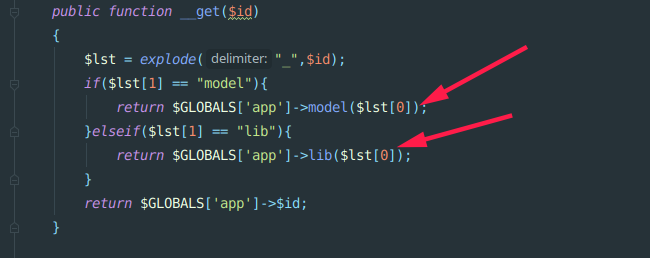 public function __get($id)
{
$lst = explode( delimiter: "_",$id);
if($lst[1] == "model"){
return $GLOBALS['app']->model($lst[0]);
}elseif($lst[1] == "lib"){
return $GLOBALS['app']->lib($lst[0]);
}
return $GLOBALS['app']->$id;
}